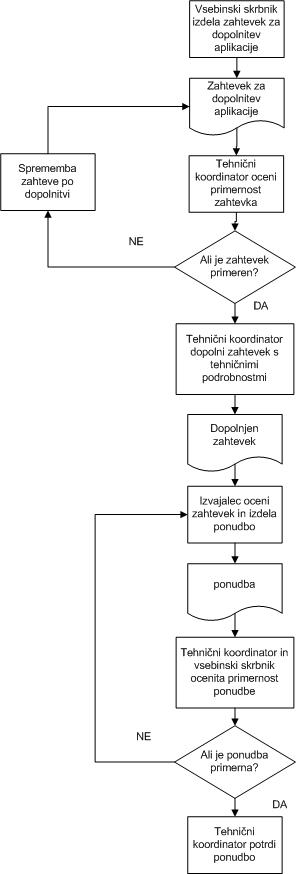 Vsebinski skrbnik
izdela zahtevek za
dopolnitev
aplikacije
Zahtevek za
dopolnitev
aplikacije
Sprememba
zahteve po
dopolnitvi
Tehnični
koordinator oceni
primernost
zahtevka
NE
Ali je zahtevek
primeren?
DA
Tehnični koordinator
dopolni zahtevek s
tehničnimi
podrobnostmi
Dopolnjen
zahtevek
Izvajalec oceni
zahtevek in izdela
ponudbo
ponudba
Tehnični koordinator in
vsebinski skrbnik
ocenita primernost
ponudbe
NE
Ali je ponudba
primerna?
DA
Tehnični
koordinator potrdi
ponudbo